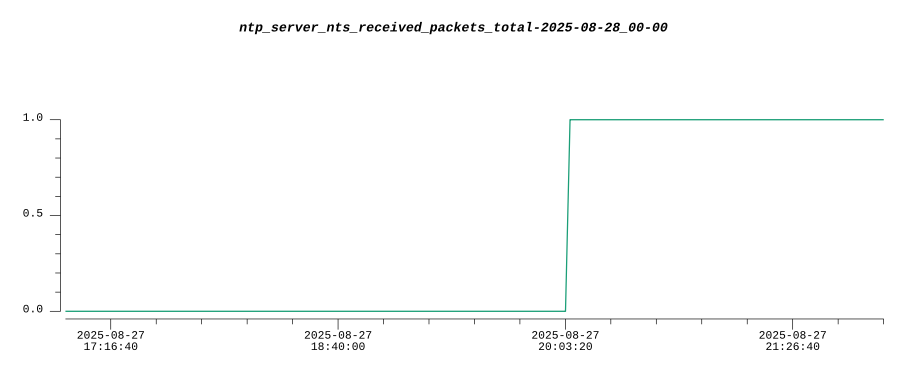 ntp_server_nts_received_packets_total-2025-08-28_00-00
1.0
0.5
0.0
2025-08-27 2025-08-27 2025-08-27 2025-08-27
17:16:40 18:40:00 20:03:20 21:26:40